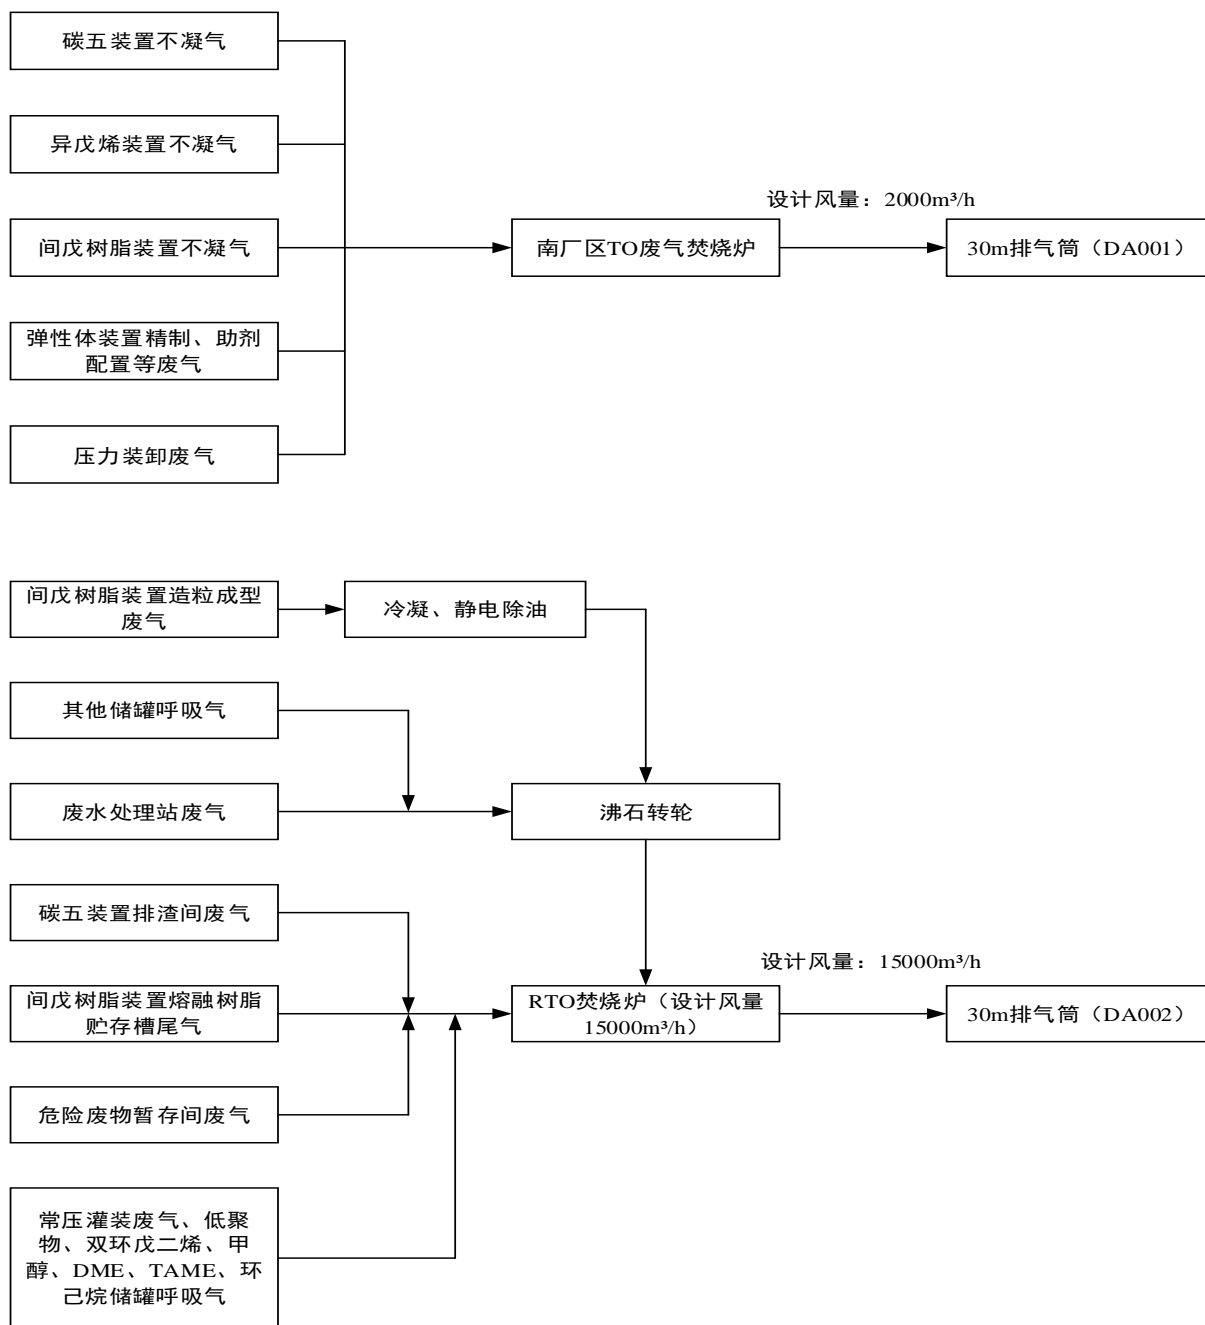 碳五装置不凝气
异戊烯装置不凝气
设计风量：2000m³/h
间戊树脂装置不凝气
南厂区TO废气焚烧炉
30m排气筒（DA001）
弹性体装置精制、助剂
配置等废气
压力装卸废气
间戊树脂装置造粒成型
废气
冷凝、静电除油
其他储罐呼吸气
废水处理站废气
沸石转轮
碳五装置排渣间废气
设计风量：15000m³/h
间戊树脂装置熔融树脂
贮存槽尾气
RTO焚烧炉（设计风量
15000m³/h）
30m排气筒（DA002）
危险废物暂存间废气
常压灌装废气、低聚
物、双环戊二烯、甲
醇、DME、TAME、环
己烷储罐呼吸气